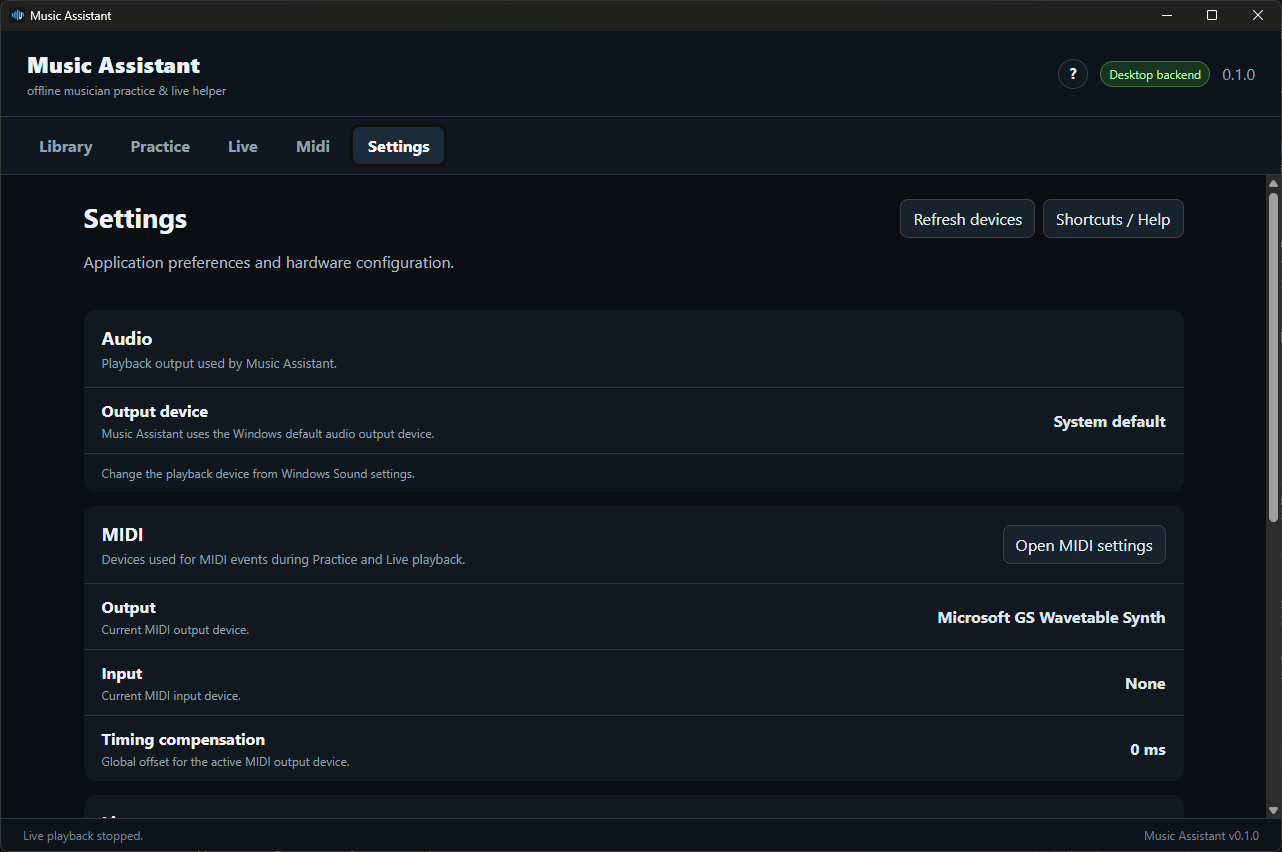 Music Assistant
Music Assistant
offline musician practice & live helper
?
Desktop backend
0.1.0
Library
Practice
Live
Midi
Settings
Settings
Refresh devices
Shortcuts / Help
Application preferences and hardware configuration.
Audio
Playback output used by Music Assistant.
Output device
Music Assistant uses the Windows default audio output device.
System default
Change the playback device from Windows Sound settings.
MIDI
Devices used for MIDI events during Practice and Live playback.
Open MIDI settings
Output
Current MIDI output device.
Microsoft GS Wavetable Synth
Input
Current MIDI input device.
None
Timing compensation
Global offset for the active MIDI output device.
0 ms
Live playback stopped.
Music Assistant v0.1.0